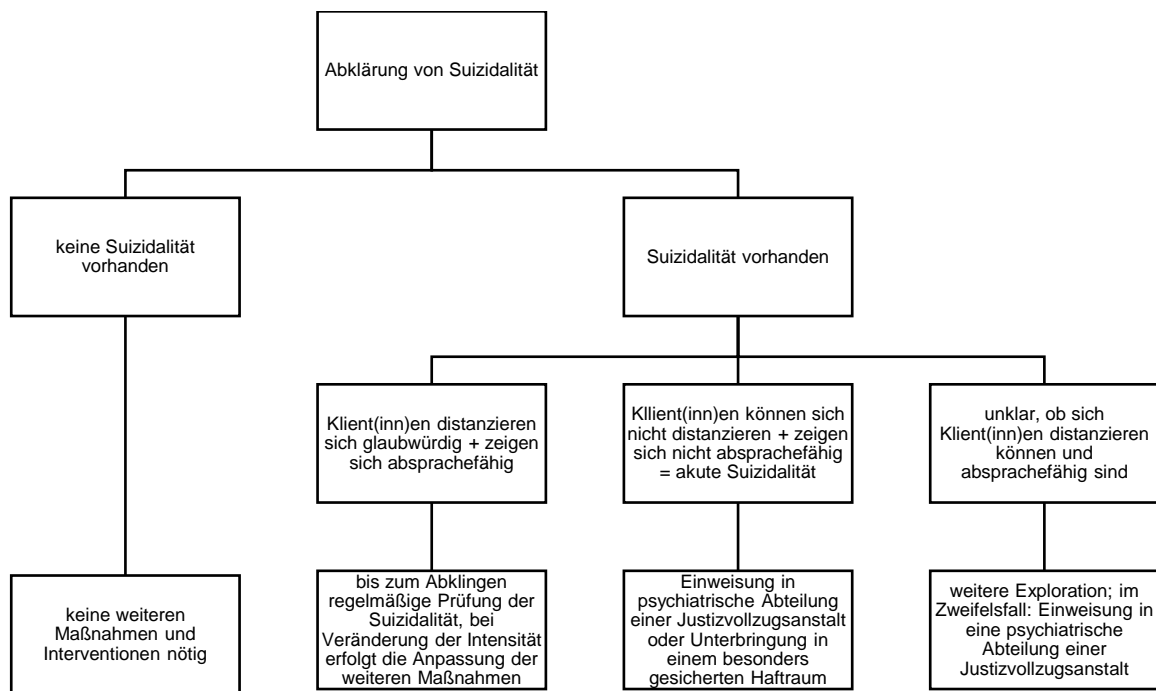 Abklärung von Suizidalität
keine Suizidalität
vorhanden
Suizidalität vorhanden
Klient(inn)en distanzieren
sich glaubwürdig + zeigen
sich absprachefähig
Kllient(inn)en können sich
nicht distanzieren + zeigen
sich nicht absprachefähig
= akute Suizidalität
unklar, ob sich
Klient(inn)en distanzieren
können und
absprachefähig sind
keine weiteren
Maßnahmen und
Interventionen nötig
bis zum Abklingen
regelmäßige Prüfung der
Suizidalität, bei
Veränderung der Intensität
erfolgt die Anpassung der
weiteren Maßnahmen
Einweisung in
psychiatrische Abteilung
einer Justizvollzugsanstalt
oder Unterbringung in
einem besonders
gesicherten Haftraum
weitere Exploration; im
Zweifelsfall: Einweisung in
eine psychiatrische
Abteilung einer
Justizvollzugsanstalt